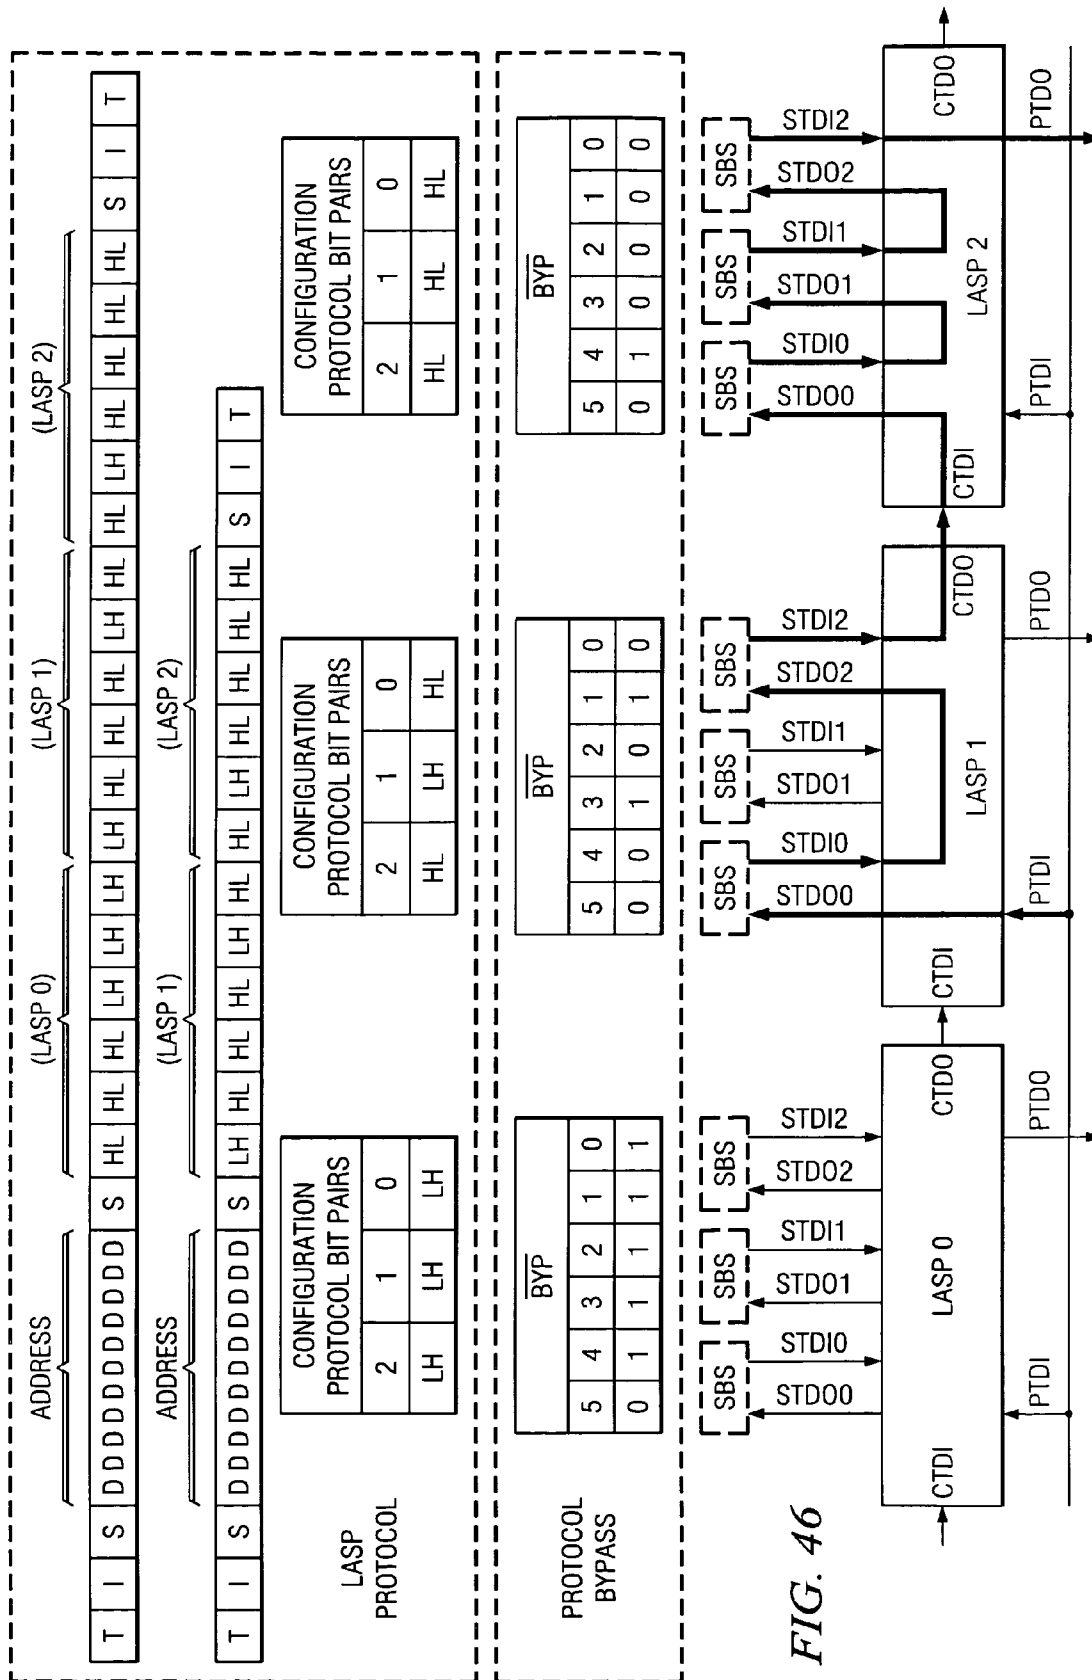 ADDRESS (LASP 0) (LASP 1) (LASP 2)
T I S D D D D D D D D D D S HL HL HL LH LH LH LH HL HL HL LH HL HL LH HL HL HL HL S I T
ADDRESS (LASP 1) (LASP 2)
T I S D D D D D D D D D D S LH HL HL HL LH HL HL LH HL HL HL HL S I T
LASP
PROTOCOL
CONFIGURATION
PROTOCOL BIT PAIRS
2 1 0
LH LH LH
CONFIGURATION
PROTOCOL BIT PAIRS
2 1 0
HL LH HL
CONFIGURATION
PROTOCOL BIT PAIRS
2 1 0
HL HL HL
PROTOCOL
BYPASS
BYP
5 4 3 2 1 0
0 1 1 1 1 1
BYP
5 4 3 2 1 0
0 0 1 0 1 0
BYP
5 4 3 2 1 0
0 1 0 0 0 0
FIG. 46
SBS SBS SBS SBS SBS SBS SBS SBS SBS
STDO0 STDI0 STDO1 STDI1 STDO2 STDI2 STDO0 STDI0 STDO1 STDI1 STDO2 STDI2 STDO0 STDI0 STDO1 STDI1 STDO2 STDI2
CTDI LASP 0 CTDO CTDI LASP 1 CTDO CTDI LASP 2 CTDO
PTDI PTDO PTDI PTDO PTDI PTDO